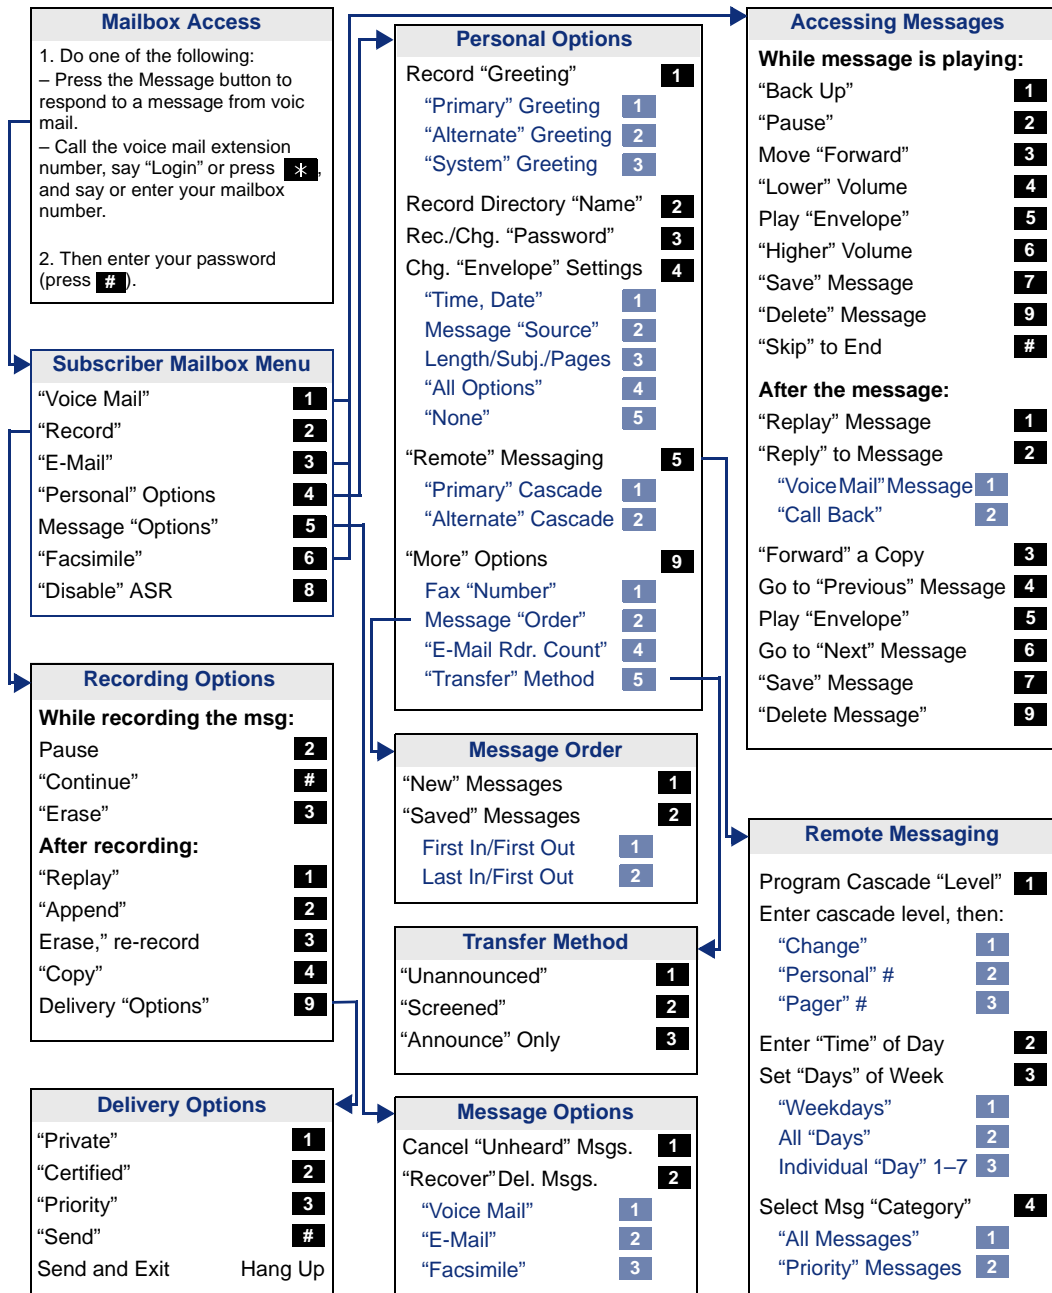 Mailbox Access
1. Do one of the following:
– Press the Message button to
respond to a message from voic
mail.
– Call the voice mail extension
number, say “Login” or press *,
and say or enter your mailbox
number.
2. Then enter your password
(press #).
Subscriber Mailbox Menu
“Voice Mail” 1
“Record” 2
“E-Mail” 3
“Personal” Options 4
Message “Options” 5
“Facsimile” 6
“Disable” ASR 8
Recording Options
While recording the msg:
Pause 2
“Continue” #
“Erase” 3
After recording:
“Replay” 1
“Append” 2
Erase,” re-record 3
“Copy” 4
Delivery “Options” 9
Delivery Options
“Private” 1
“Certified” 2
“Priority” 3
“Send” #
Send and Exit Hang Up
Personal Options
Record “Greeting” 1
“Primary” Greeting 1
“Alternate” Greeting 2
“System” Greeting 3
Record Directory “Name” 2
Rec./Chg. “Password” 3
Chg. “Envelope” Settings 4
“Time, Date” 1
Message “Source” 2
Length/Subj./Pages 3
“All Options” 4
“None” 5
“Remote” Messaging 5
“Primary” Cascade 1
“Alternate” Cascade 2
“More” Options 9
Fax “Number” 1
Message “Order” 2
“E-Mail Rdr. Count” 4
“Transfer” Method 5
Message Order
“New” Messages 1
“Saved” Messages 2
First In/First Out 1
Last In/First Out 2
Transfer Method
“Unannounced” 1
“Screened” 2
“Announce” Only 3
Message Options
Cancel “Unheard” Msgs. 1
“Recover”Del. Msgs. 2
“Voice Mail” 1
“E-Mail” 2
“Facsimile” 3
Accessing Messages
While message is playing:
“Back Up” 1
“Pause” 2
Move “Forward” 3
“Lower” Volume 4
Play “Envelope” 5
“Higher” Volume 6
“Save” Message 7
“Delete” Message 9
“Skip” to End #
After the message:
“Replay” Message 1
“Reply” to Message 2
“Voice Mail” Message 1
“Call Back” 2
“Forward” a Copy 3
Go to “Previous” Message 4
Play “Envelope” 5
Go to “Next” Message 6
“Save” Message 7
“Delete Message” 9
Remote Messaging
Program Cascade “Level” 1
Enter cascade level, then:
“Change” 1
“Personal” # 2
“Pager” # 3
Enter “Time” of Day 2
Set “Days” of Week 3
“Weekdays” 1
All “Days” 2
Individual “Day” 1–7 3
Select Msg “Category” 4
“All Messages” 1
“Priority” Messages 2